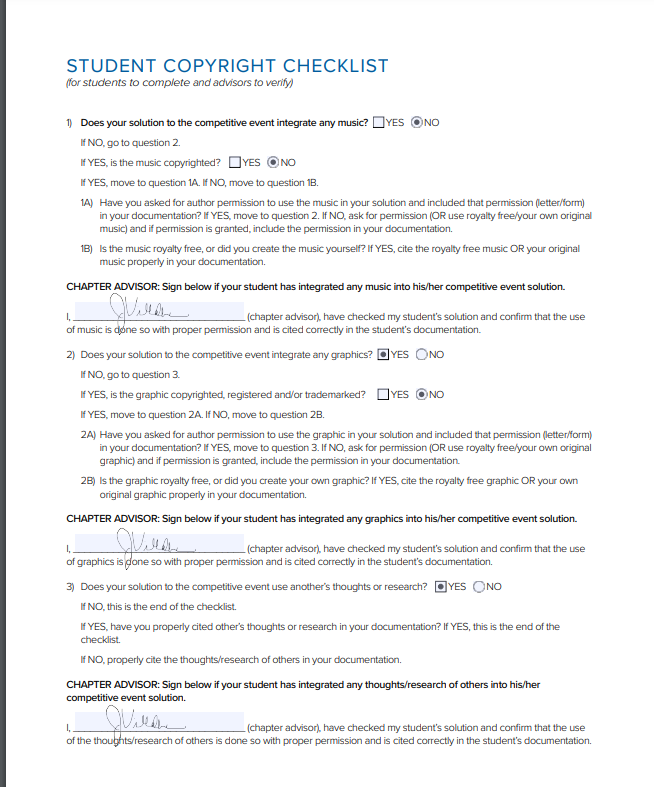 STUDENT COPYRIGHT CHECKLIST
(for students to complete and advisors to verify)
1) Does your solution to the competitive event integrate any music? YES NO
If NO, go to question 2.
If YES, is the music copyrighted? YES NO
If YES, move to question 1A. If NO, move to question 1B.
1A) Have you asked for author permission to use the music in your solution and included that permission (letter/form)
in your documentation? If YES, move to question 2. If NO, ask for permission (OR use royalty free/your own original
music) and if permission is granted, include the permission in your documentation.
1B) Is the music royalty free, or did you create the music yourself? If YES, cite the royalty free music OR your original
music properly in your documentation.
CHAPTER ADVISOR: Sign below if your student has integrated any music into his/her competitive event solution.
I, (chapter advisor), have checked my student's solution and confirm that the use
of music is done so with proper permission and is cited correctly in the student's documentation.
2) Does your solution to the competitive event integrate any graphics? YES NO
If NO, go to question 3.
If YES, is the graphic copyrighted, registered and/or trademarked? YES NO
If YES, move to question 2A. If NO, move to question 2B.
2A) Have you asked for author permission to use the graphic in your solution and included that permission (letter/form)
in your documentation? If YES, move to question 3. If NO, ask for permission (OR use royalty free/your own original
graphic) and if permission is granted, include the permission in your documentation.
2B) Is the graphic royalty free, or did you create your own graphic? If YES, cite the royalty free graphic OR your own
original graphic properly in your documentation.
CHAPTER ADVISOR: Sign below if your student has integrated any graphics into his/her competitive event solution.
I, (chapter advisor), have checked my student's solution and confirm that the use
of graphics is done so with proper permission and is cited correctly in the student's documentation.
3) Does your solution to the competitive event use another's thoughts or research? YES NO
If NO, this is the end of the checklist.
If YES, have you properly cited other's thoughts or research in your documentation? If YES, this is the end of the
checklist.
If NO, properly cite the thoughts/research of others in your documentation.
CHAPTER ADVISOR: Sign below if your student has integrated any thoughts/research of others into his/her
competitive event solution.
I, (chapter advisor), have checked my student's solution and confirm that the use
of the thoughts/research of others is done so with proper permission and is cited correctly in the student's documentation.